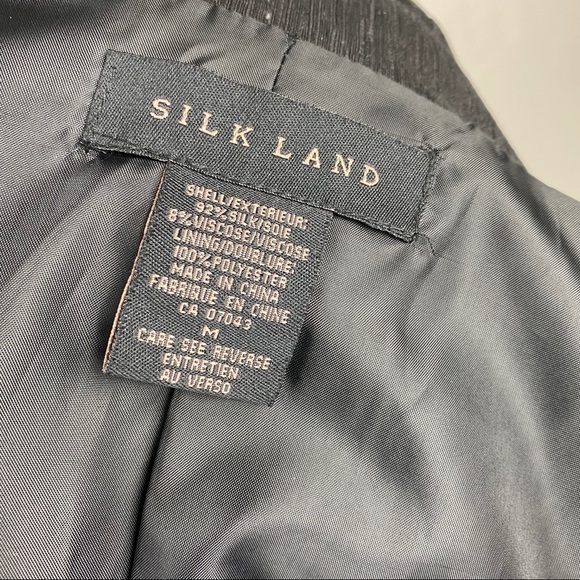 SILK LAND
SHELL/EXTERIEUR:
92% SILK/SOIE
8% VISCOSE/VISCOSE
LINING/DOUBLURE:
100% POLYESTER
MADE IN CHINA
FABRIQUE EN CHINE
CA 07043
M
CARE SEE REVERSE
ENTRETIEN
AU VERSO